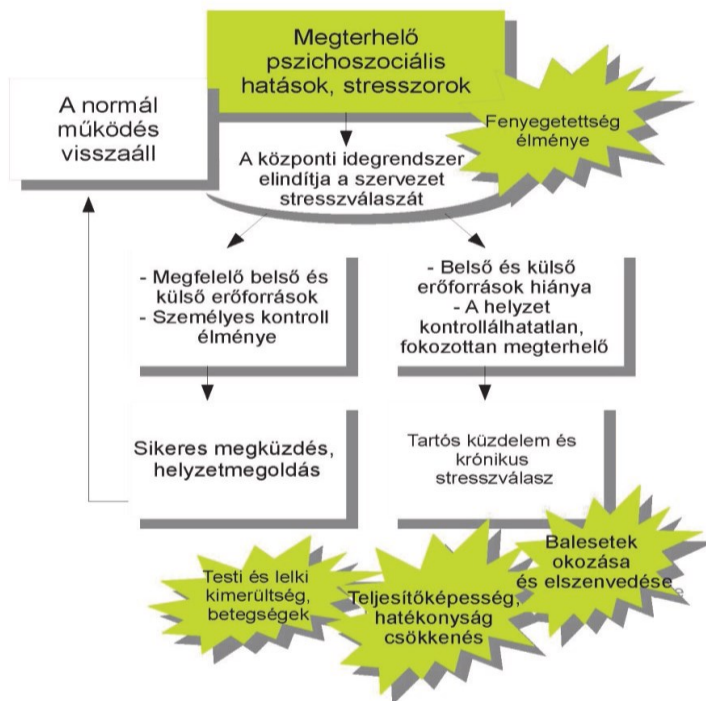 Megterhelő
pszichoszociális
hatások, stresszorok
A normál
működés
visszaáll
Fenyegetettség
élménye
A központi idegrendszer
elindítja a szervezet
stresszválaszát
- Megfelelő belső és
külső erőforrások
- Személyes kontroll
élménye
- Belső és külső
erőforrások hiánya
- A helyzet
kontrollálhatatlan,
fokozottan megterhelő
Sikeres megküzdés,
helyzetmegoldás
Tartós küzdelem és
krónikus
stresszválasz
Testi és lelki
kimerültség,
betegségek
Teljesítőképesség,
hatékonyság
csökkenés
Balesetek
okozása
és elszenvedése